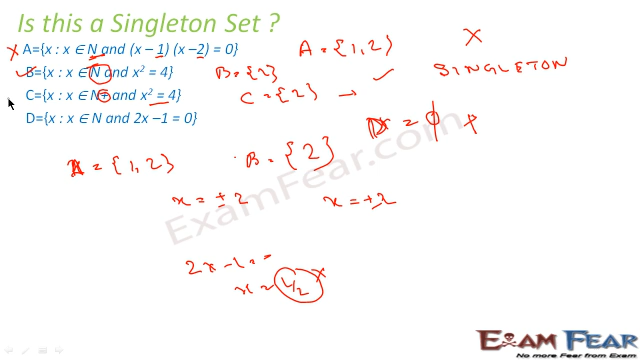 Is this a Singleton Set ?
X A={x : x ∈ N and (x – 1) (x –2) = 0} A = {1,2} X
B={x : x ∈ N and x² = 4} B = {2} SINGLETON
C={x : x ∈ N+ and x² = 4} C = {2} →
D={x : x ∈ N and 2x –1 = 0} D = ϕ
= {1,2} B = {2}
x = ±2 x = +2
2x - 1 =
x = 1/2 x
ExamFear.com
EXAM FEAR
No more Fear from Exam